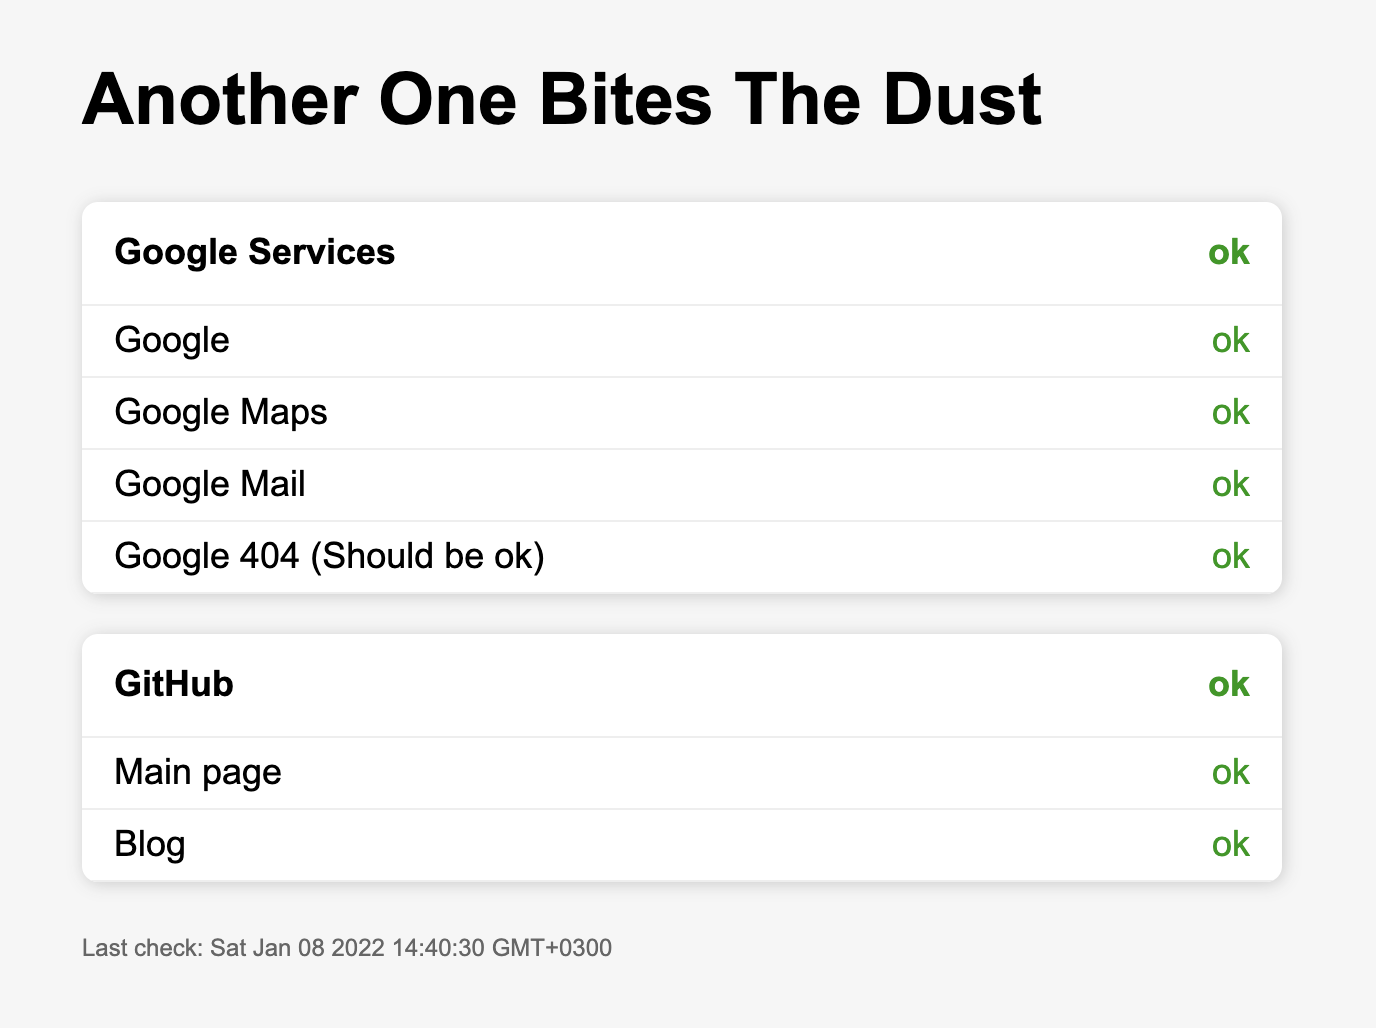 Another One Bites The Dust
Google Services ok
Google ok
Google Maps ok
Google Mail ok
Google 404 (Should be ok) ok
GitHub ok
Main page ok
Blog ok
Last check: Sat Jan 08 2022 14:40:30 GMT+0300